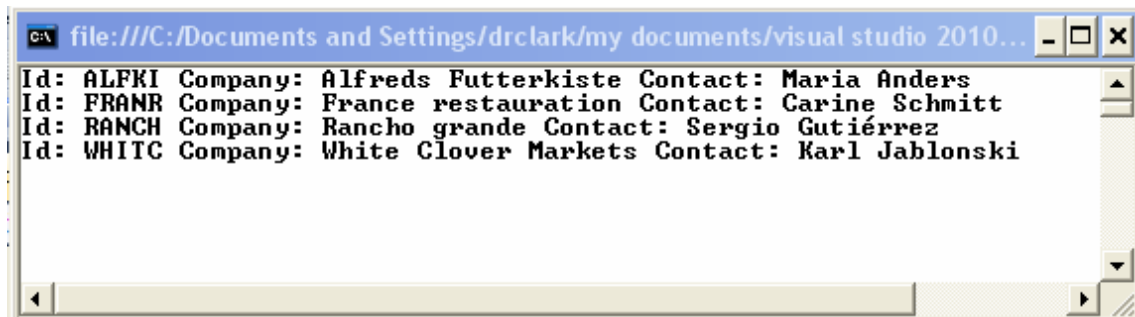 file:///C:/Documents and Settings/drclark/my documents/visual studio 2010...
Id: ALFKI Company: Alfreds Futterkiste Contact: Maria Anders
Id: FRANR Company: France restauration Contact: Carine Schmitt
Id: RANCH Company: Rancho grande Contact: Sergio Gutiérrez
Id: WHITC Company: White Clover Markets Contact: Karl Jablonski